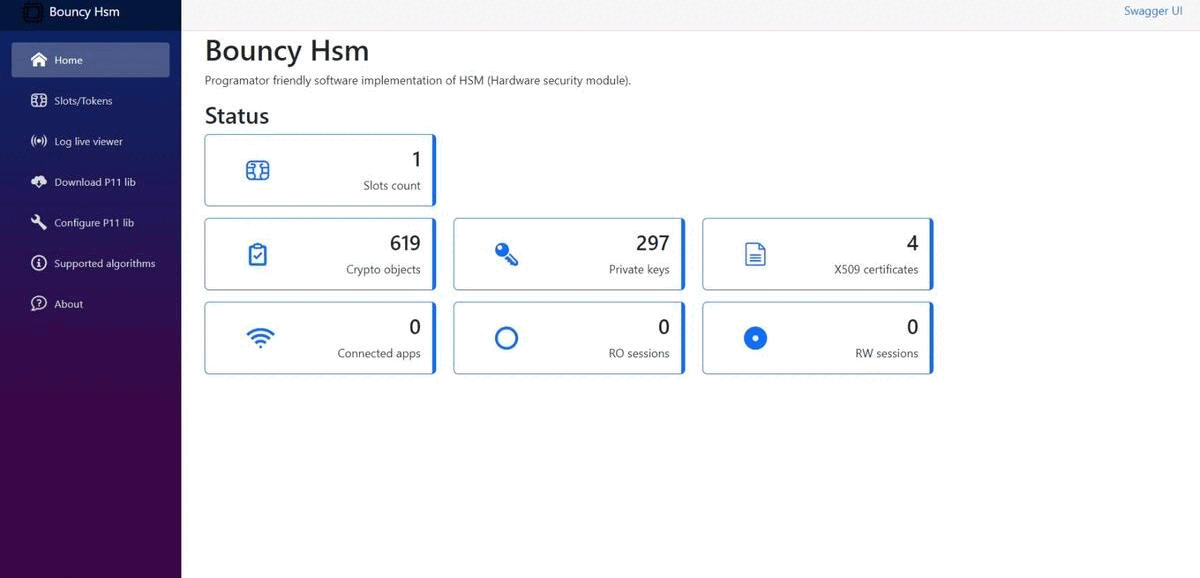 Bouncy Hsm
Swagger UI
Home
Slots/Tokens
Log live viewer
Download P11 lib
Configure P11 lib
Supported algorithms
About
Bouncy Hsm
Programator friendly software implementation of HSM (Hardware security module).
Status
1
Slots count
619
Crypto objects
297
Private keys
4
X509 certificates
0
Connected apps
0
RO sessions
0
RW sessions